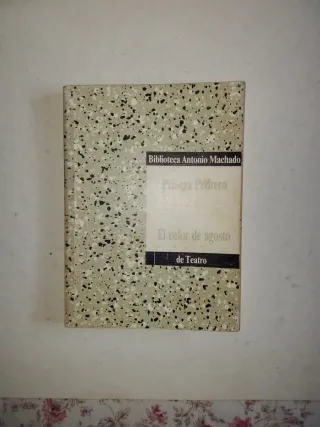 Biblioteca Antonio Machado
Paloma Pedrero
El color de agosto
de Teatro